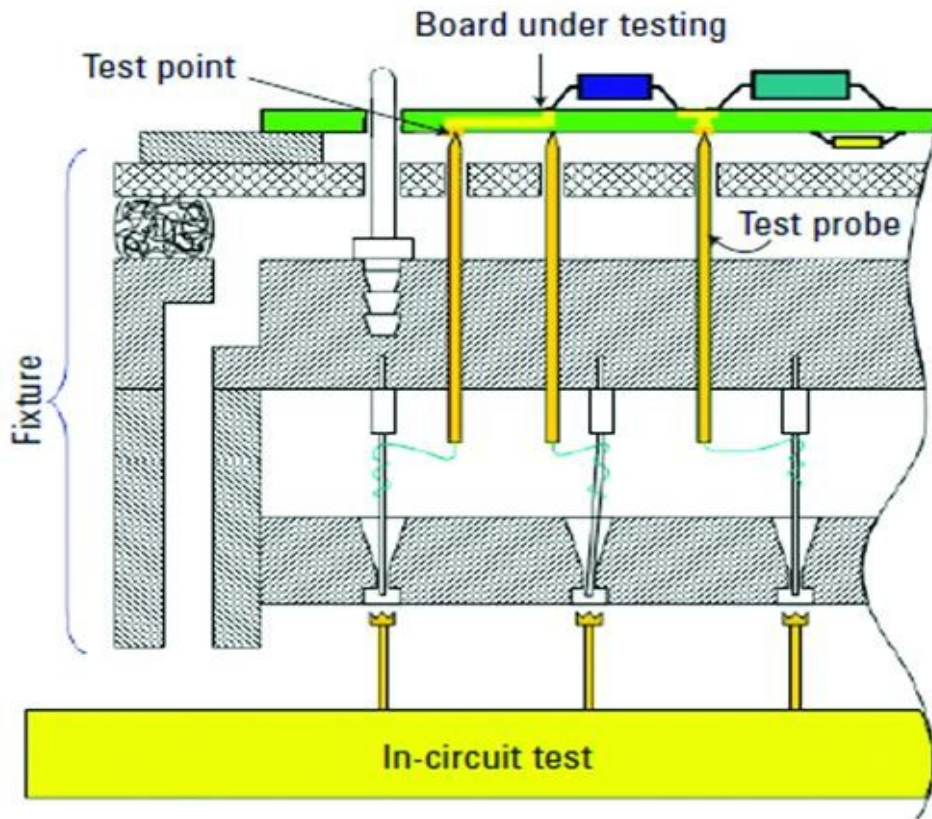 Board under testing
Test point
Test probe
Fixture
In-circuit test